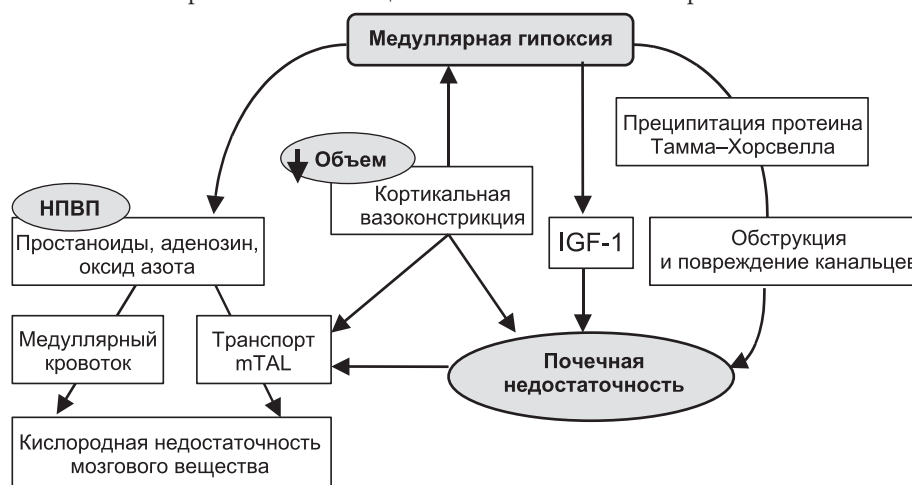 Медуллярная гипоксия
Преципитация протеина
Тамма–Хорсвелла
Объем
Кортикальная
вазоконстрикция
НПВП
Простаноиды, аденозин,
оксид азота
IGF-1
Обструкция
и повреждение канальцев
Медуллярный
кровоток
Транспорт
mTAL
Почечная
недостаточность
Кислородная недостаточность
мозгового вещества